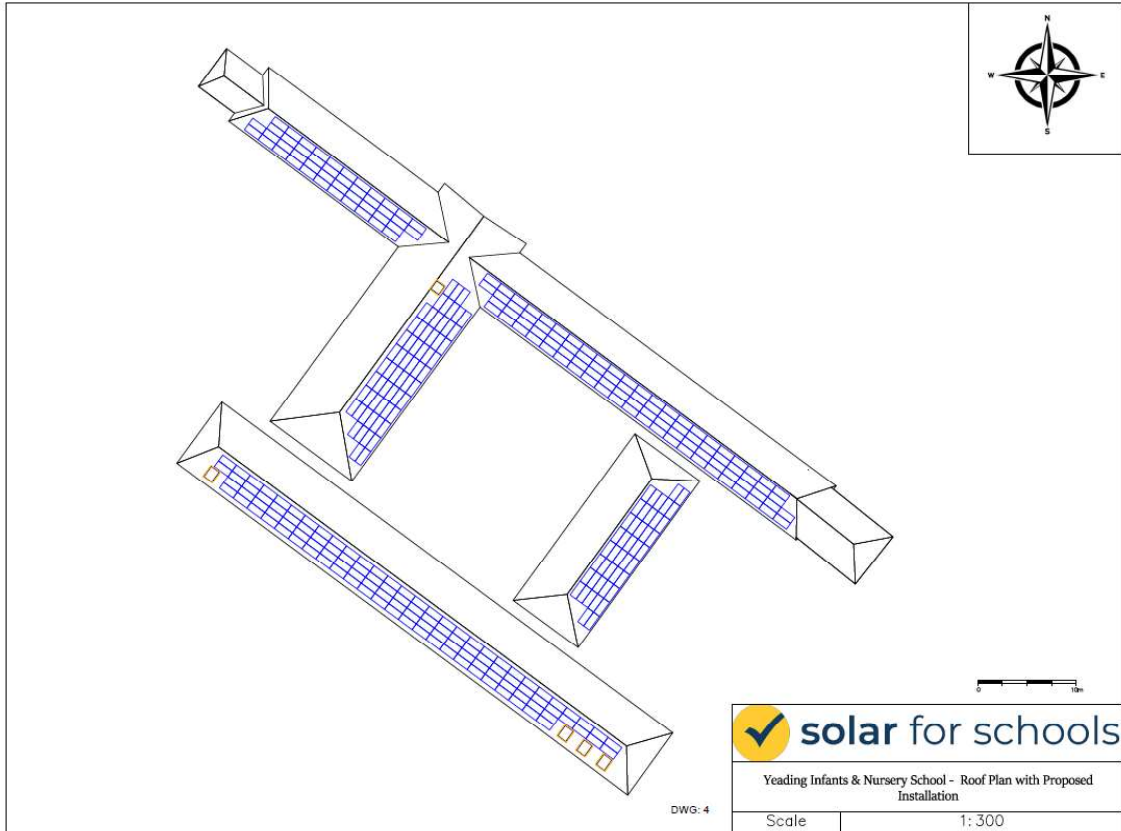 N
W
E
S
0
10m
solar for schools
Yeading Infants & Nursery School - Roof Plan with Proposed
Installation
DWG: 4
Scale
1:300